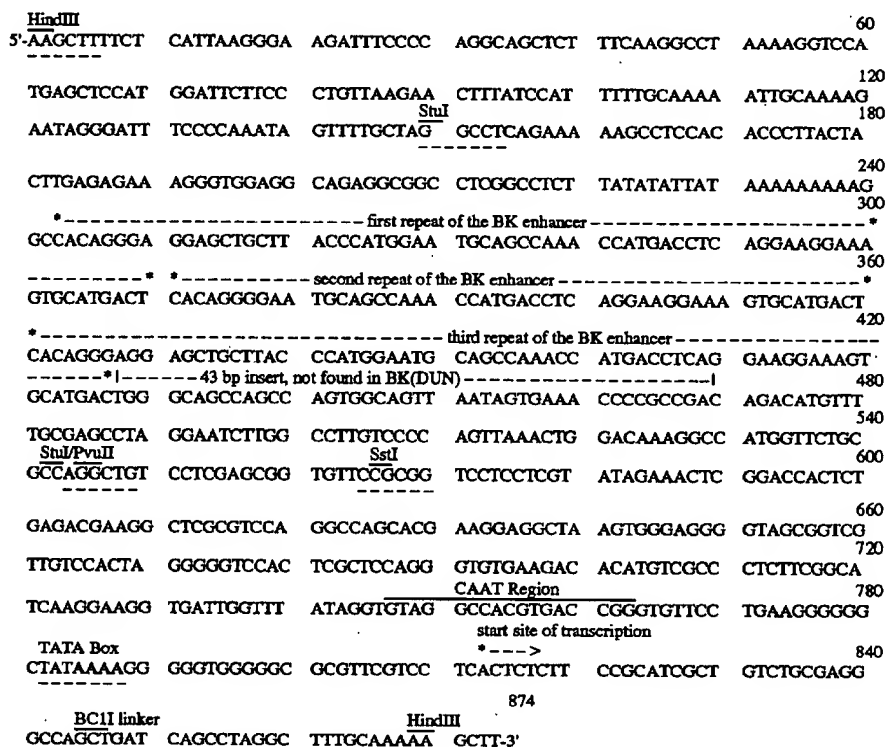 HindIII 60
5'-AAGCTTTTCT CATTAAGGGA AGATTTCCCC AGGCAGCTCT TTCAAGGCCT AAAAGGTCCA
120
TGAGCTCCAT GGATTCTTCC CTGTTAAGAA CTTTATCCAT TTTTGCAAAA ATTGCAAAAG
StuI 180
AATAGGGATT TCCCCAAATA GTTTTGCTAG GCCTCAGAAA AAGCCTCCAC ACCCTTACTA
240
CTTGAGAGAA AGGGTGGAGG CAGAGGCGGC CTCGGCCTCT TATATATTAT AAAAAAAAAG
300
*------------------first repeat of the BK enhancer------------------*
GCCACAGGGA GGAGCTGCTT ACCCATGGAA TGCAGCCAAA CCATGACCTC AGGAAGGAAA
360
--------* *----------second repeat of the BK enhancer------------------*
GTGCATGACT CACAGGGGAA TGCAGCCAAA CCATGACCTC AGGAAGGAAA GTGCATGACT
420
*------------------third repeat of the BK enhancer------------------
CACAGGGAGG AGCTGCTTAC CCATGGAATG CAGCCAAACC ATGACCTCAG GAAGGAAAGT
-----*|------43 bp insert, not found in BK(DUN)----------------| 480
GCATGACTGG GCAGCCAGCC AGTGGCAGTT AATAGTGAAA CCCCGCCGAC AGACATGTTT
540
TGCGAGCCTA GGAATCTTGG CCTTGTCCCC AGTTAAACTG GACAAAGGCC ATGGTTCTGC
StuI/PvuII SstI 600
GCCAGGCTGT CCTCGAGCGG TGTTCCGCGG TCCTCCTCGT ATAGAAACTC GGACCACTCT
660
GAGACGAAGG CTCGCGTCCA GGCCAGCACG AAGGAGGCTA AGTGGGAGGG GTAGCGGTCG
720
TTGTCCACTA GGGGGTCCAC TCGCTCCAGG GTGTGAAGAC ACATGTCGCC CTCTTCGGCA
CAAT Region 780
TCAAGGAAGG TGATTGGTTT ATAGGTGTAG GCCACGTGAC CGGGTGTTCC TGAAGGGGGG
start site of transcription
TATA Box *---> 840
CTATAAAAGG GGGTGGGGGC GCGTTCGTCC TCACTCTCTT CCGCATCGCT GTCTGCGAGG
874
BC1I linker HindIII
GCCAGCTGAT CAGCCTAGGC TTTGCAAAAA GCTT-3'